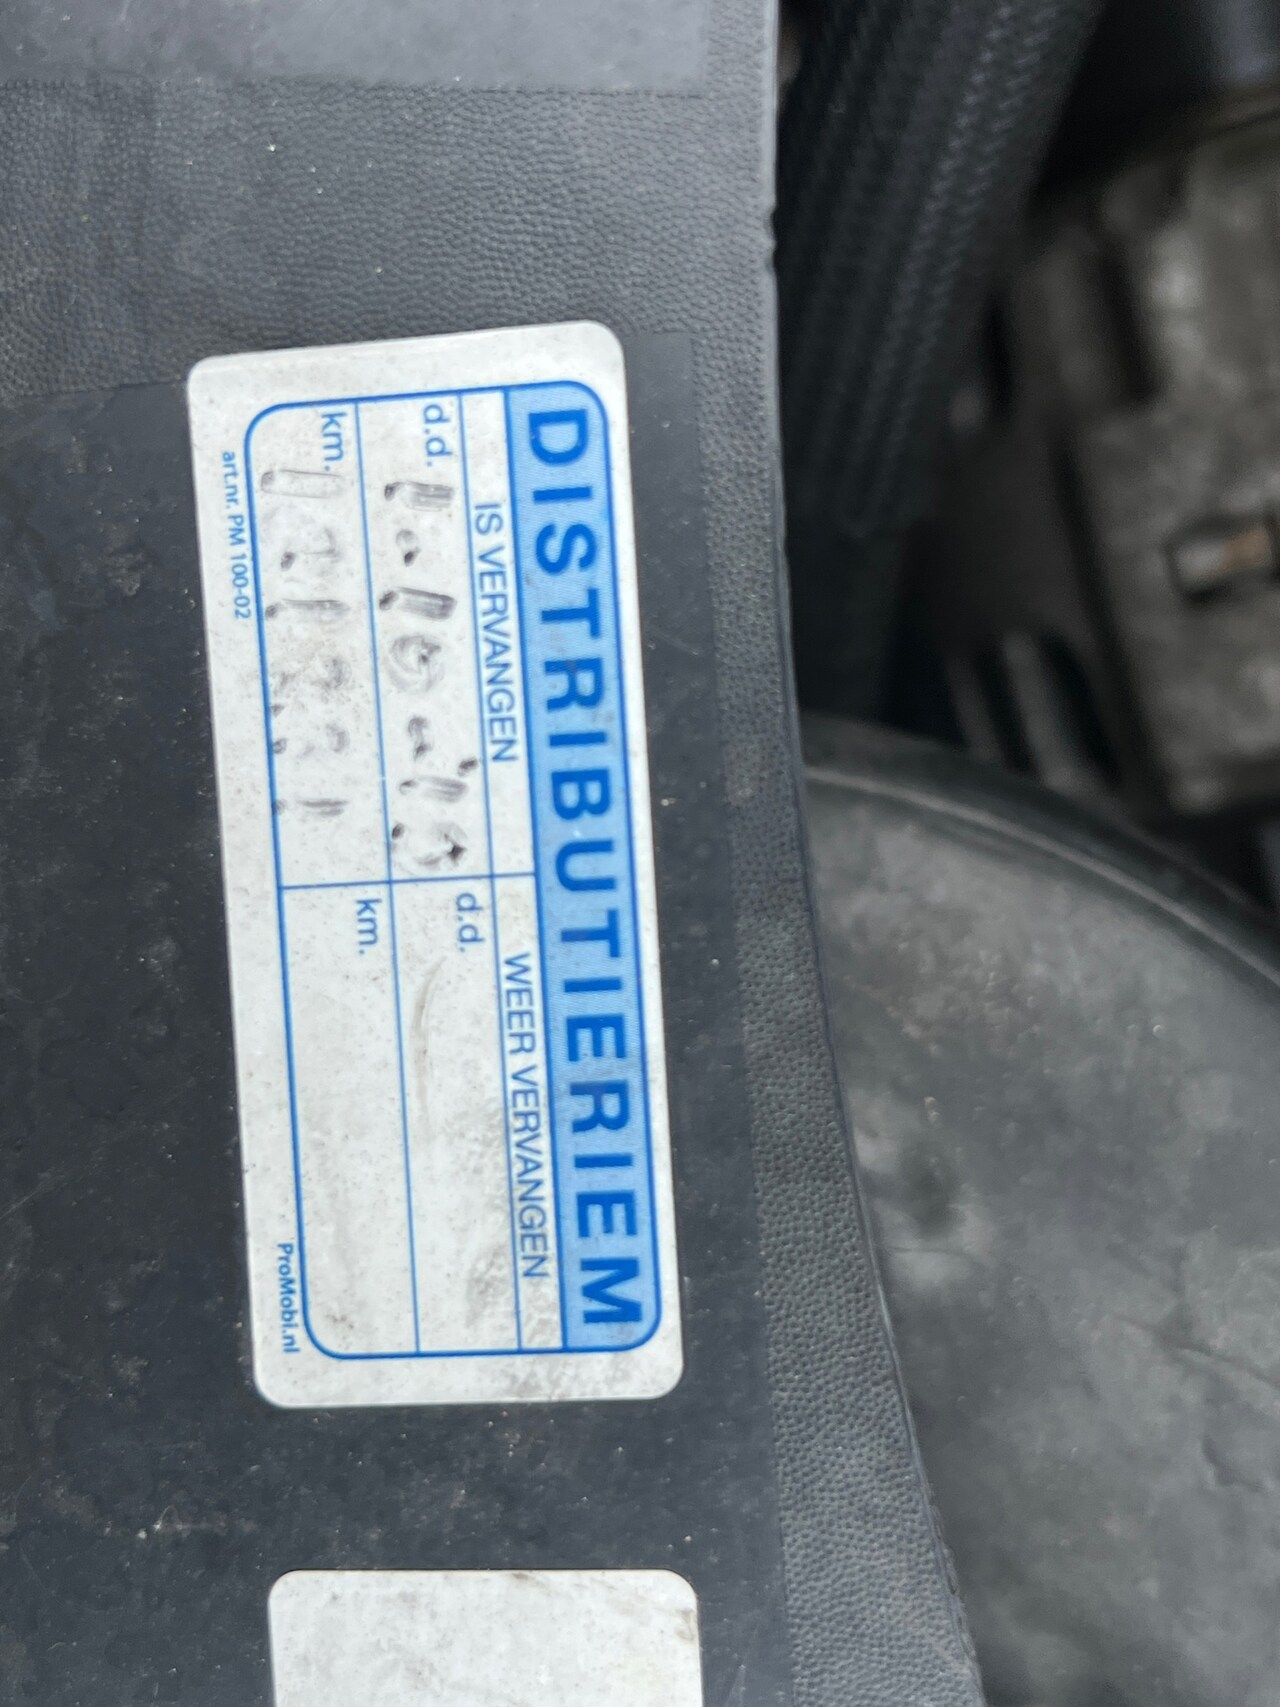 DISTRIBUTIERIEM
IS VERVANGEN
WEER VERVANGEN
d.d.
d.d.
km.
km.
art.nr. PM 100-02
ProMobi.nl